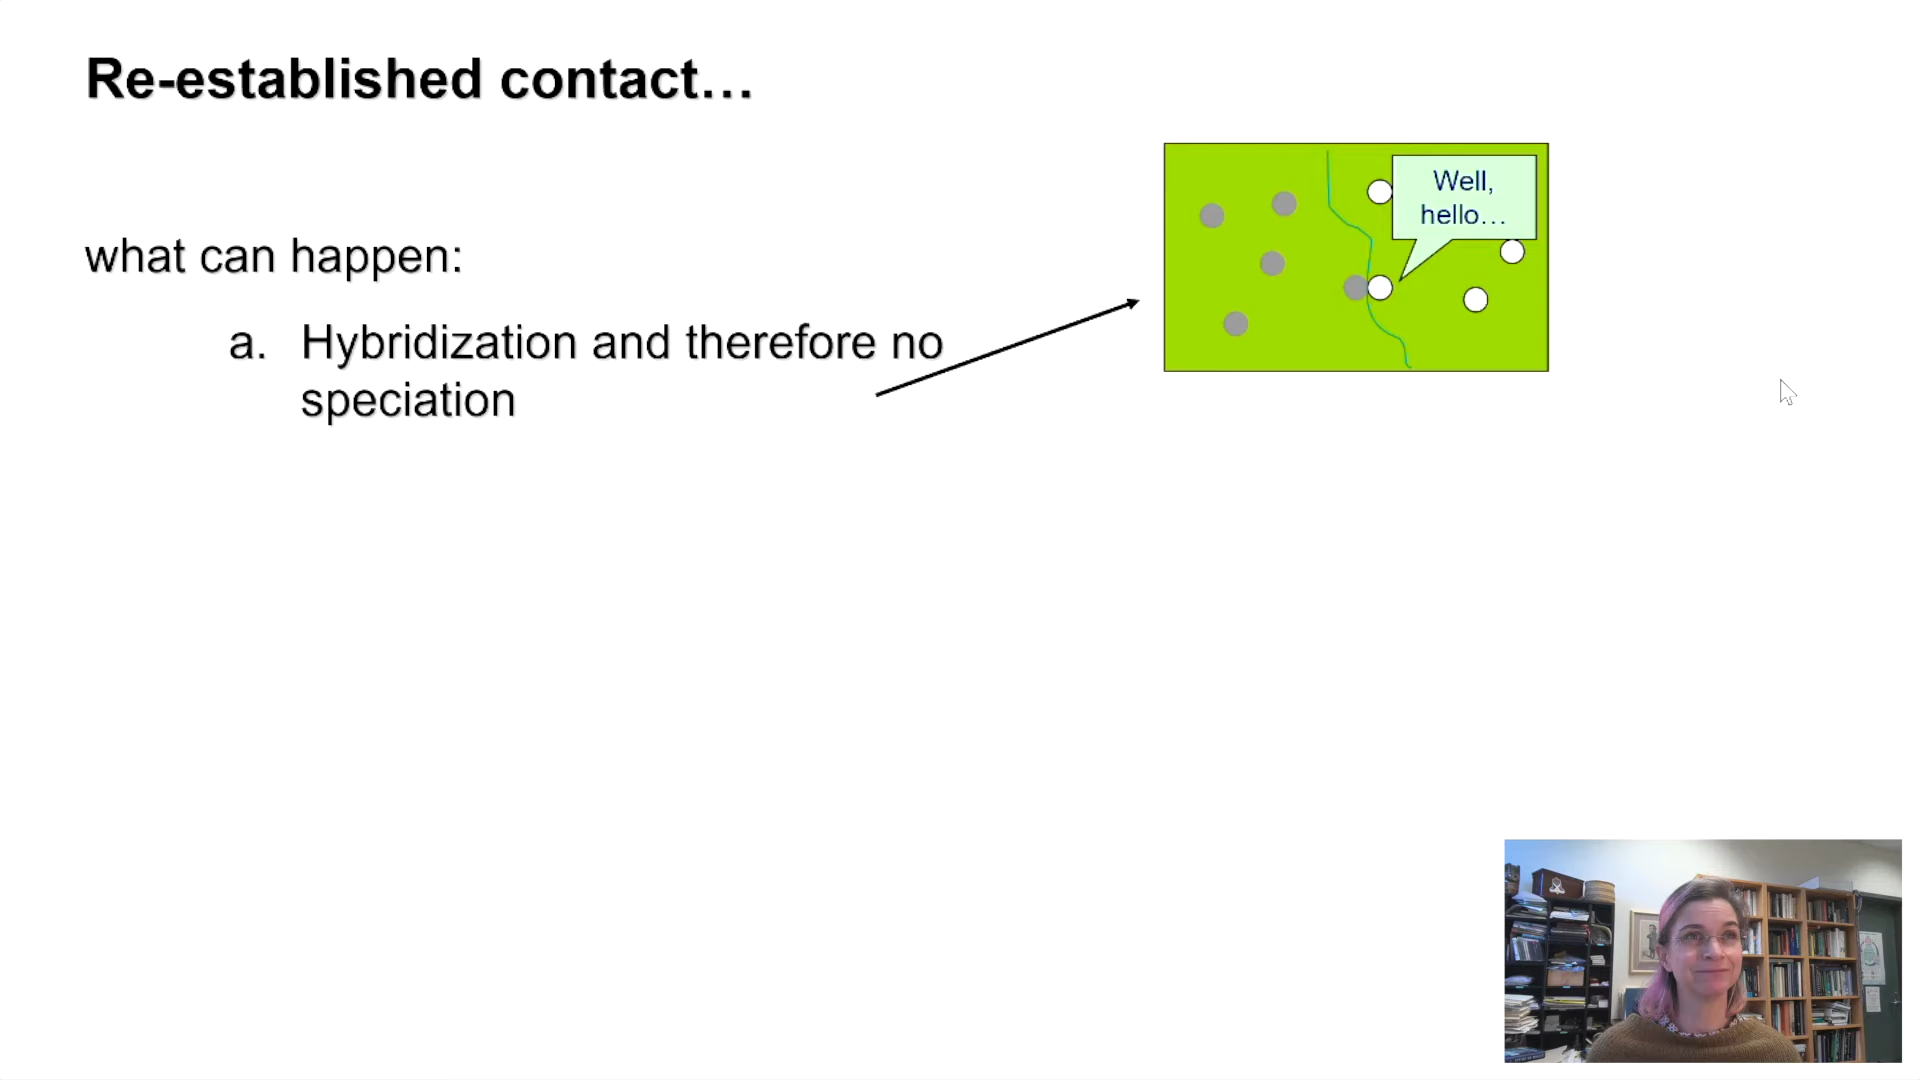 Re-established contact…
Well,
hello…
what can happen:
a. Hybridization and therefore no
speciation